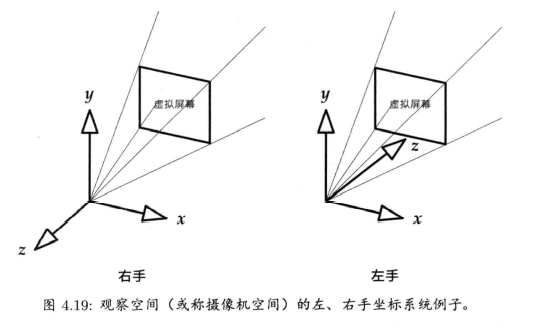 y
虚拟屏幕
x
z
右手
y
虚拟屏幕
z
x
左手
图 4.19: 观察空间（或称摄像机空间）的左、右手坐标系统例子。